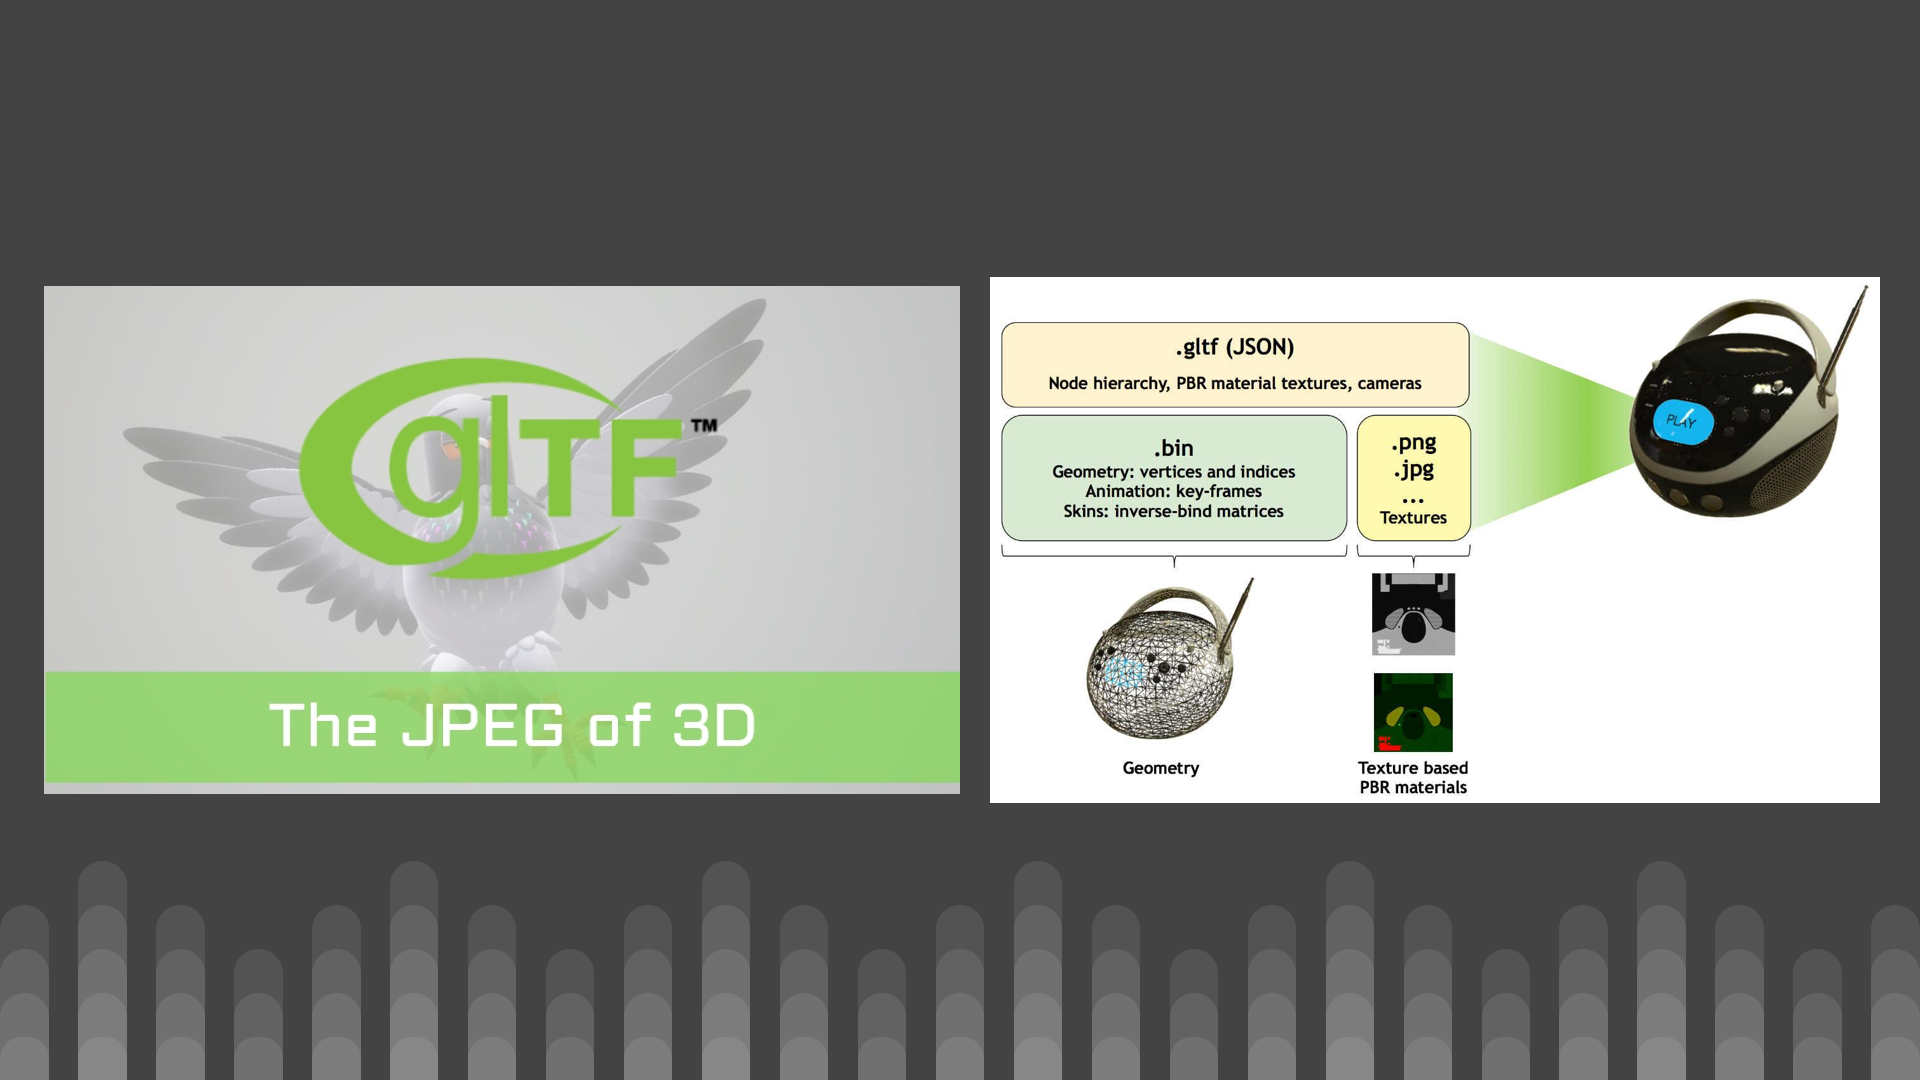 glTF™
The JPEG of 3D
.gltf (JSON)
Node hierarchy, PBR material textures, cameras
.bin
Geometry: vertices and indices
Animation: key-frames
Skins: inverse-bind matrices
.png
.jpg
...
Textures
PLAY
Geometry
Texture based
PBR materials